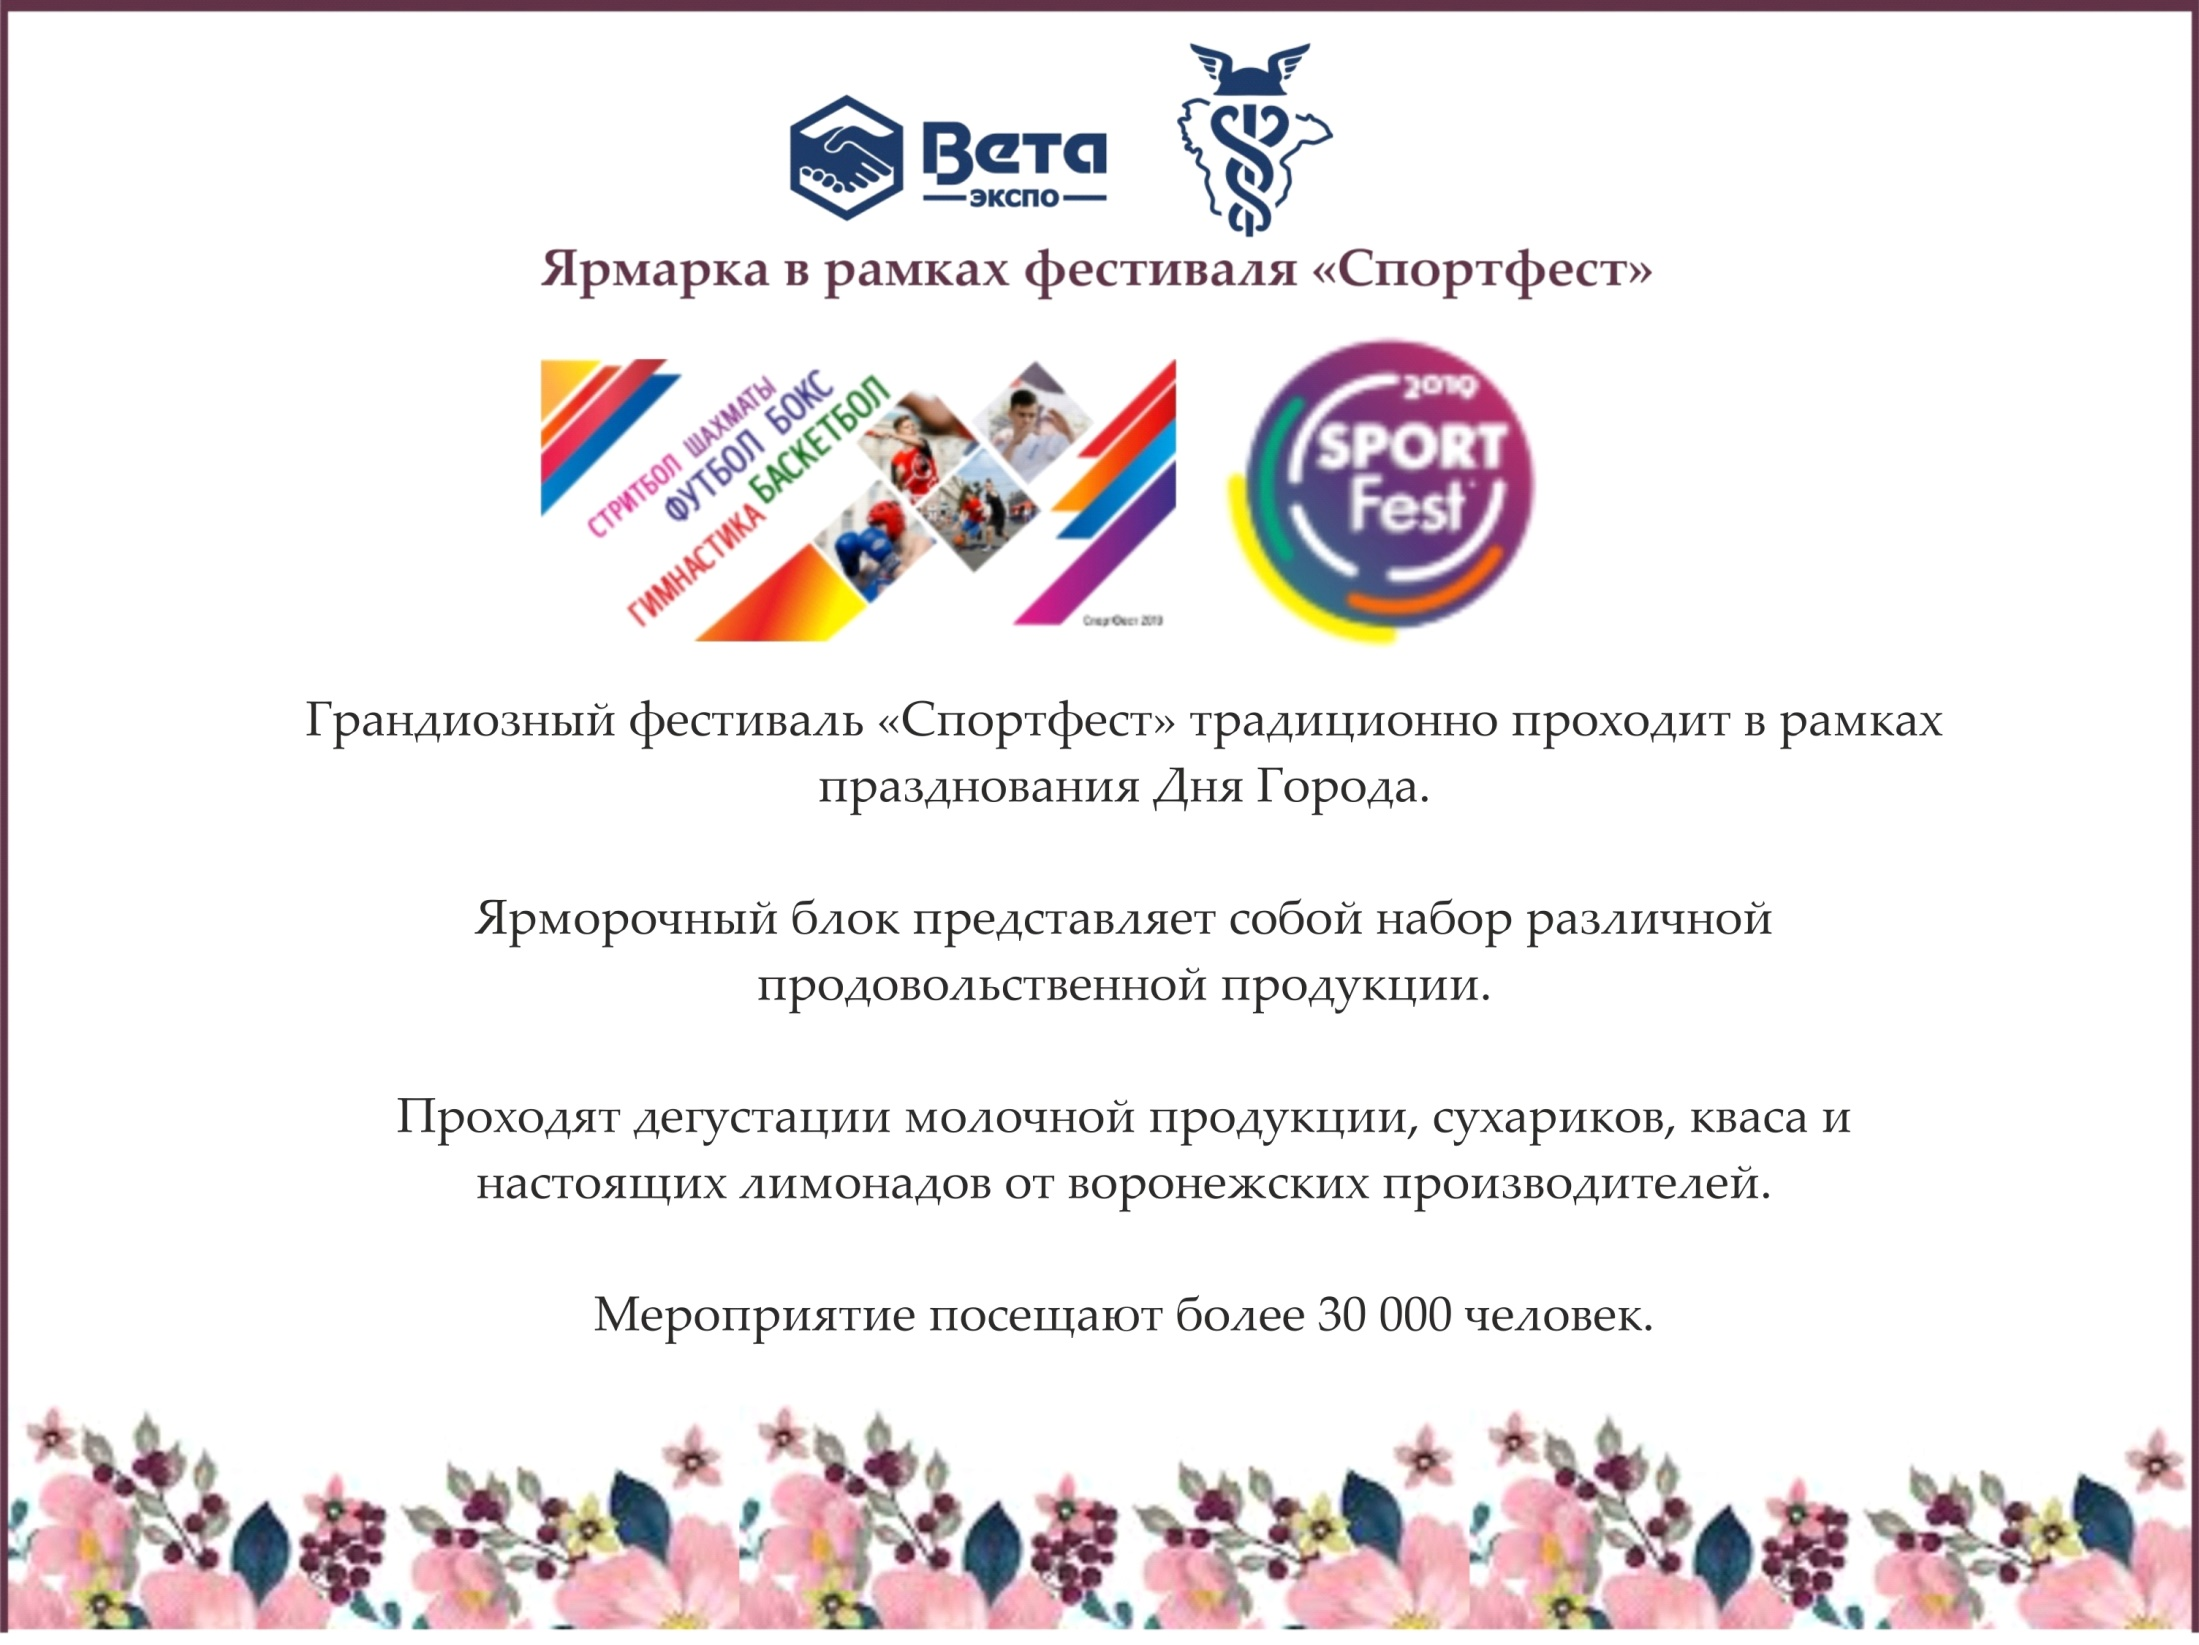 Вета
экспо
Ярмарка в рамках фестиваля «Спортфест»
СТРИТБОЛ ШАХМАТЫ
ФУТБОЛ БОКС
ГИМНАСТИКА БАСКЕТБОЛ
СпортФест 2019
2019
SPORT
Fest
Грандиозный фестиваль «Спортфест» традиционно проходит в рамках
празднования Дня Города.
Ярморочный блок представляет собой набор различной
продовольственной продукции.
Проходят дегустации молочной продукции, сухариков, кваса и
настоящих лимонадов от воронежских производителей.
Мероприятие посещают более 30 000 человек.